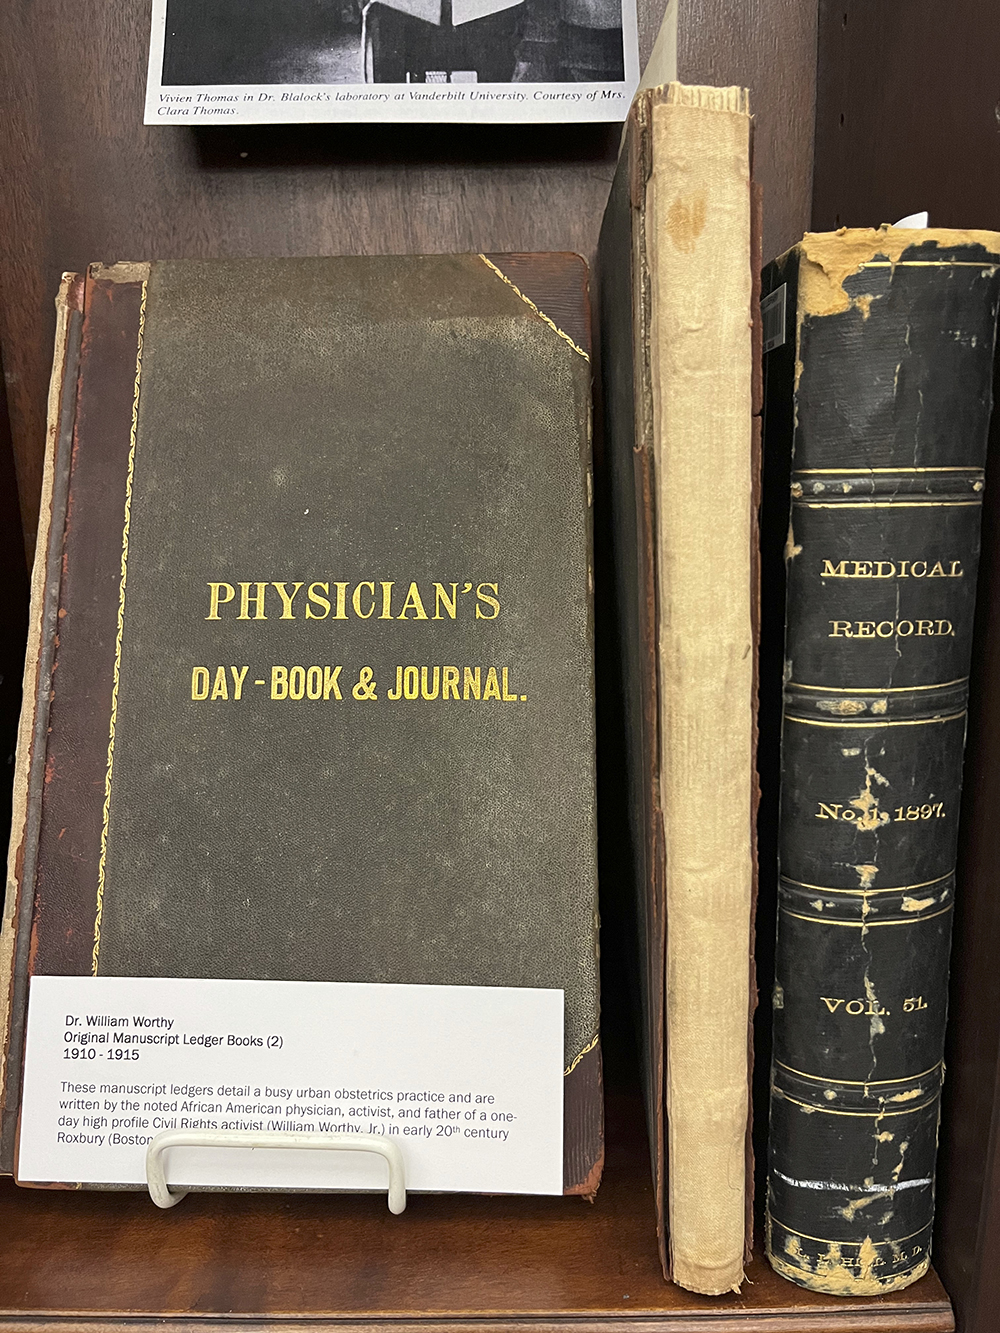 Vivien Thomas in Dr. Blalock's laboratory at Vanderbilt University. Courtesy of Mrs.
Clara Thomas.
PHYSICIAN'S
DAY-BOOK & JOURNAL.
Dr. William Worthy
Original Manuscript Ledger Books (2)
1910 - 1915
These manuscript ledgers detail a busy urban obstetrics practice and are
written by the noted African American physician, activist, and father of a one-
day high profile Civil Rights activist (William Worthy, Jr.) in early 20th century
Roxbury (Boston
MEDICAL
RECORD.
No. 1, 1897.
VOL. 51.
M. D.